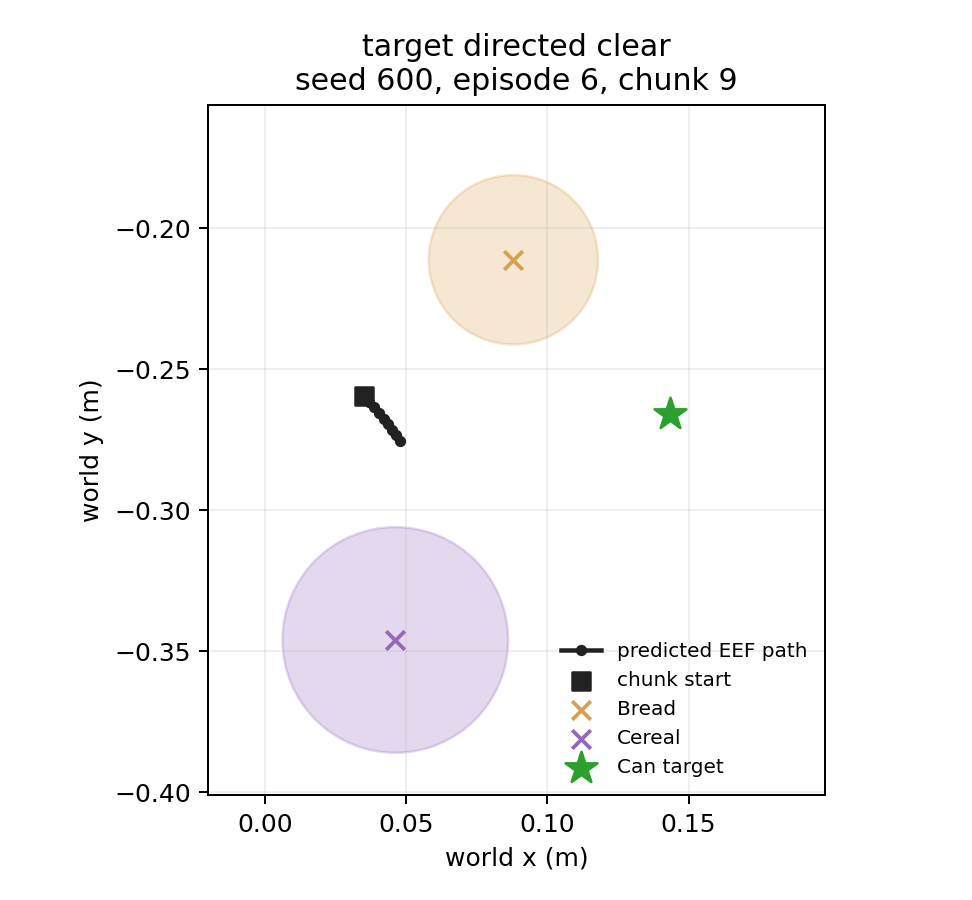 target directed clear
seed 600, episode 6, chunk 9
world y (m)
−0.20
−0.25
−0.30
−0.35
−0.40
0.00 0.05 0.10 0.15
world x (m)
predicted EEF path
chunk start
Bread
Cereal
Can target